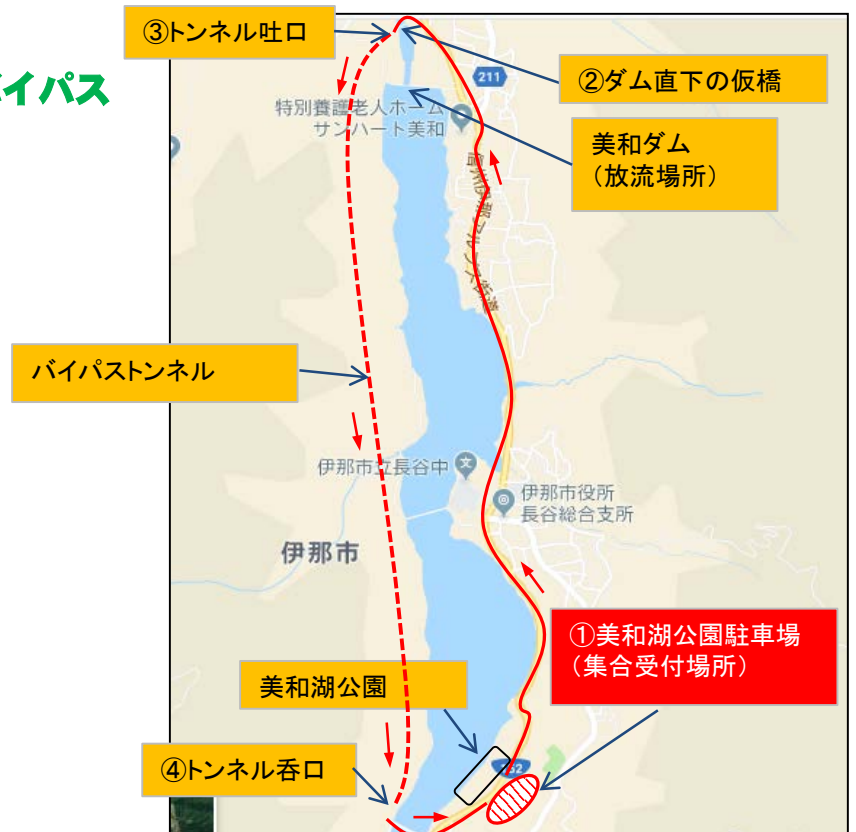 ③トンネル吐口
イパス
211
②ダム直下の仮橋
特別養護老人ホーム
サンハート美和
美和ダム
（放流場所）
バイパストンネル
伊那市立長谷中
文
伊那市役所
長谷総合支所
伊那市
①美和湖公園駐車場
（集合受付場所）
美和湖公園
④トンネル呑口